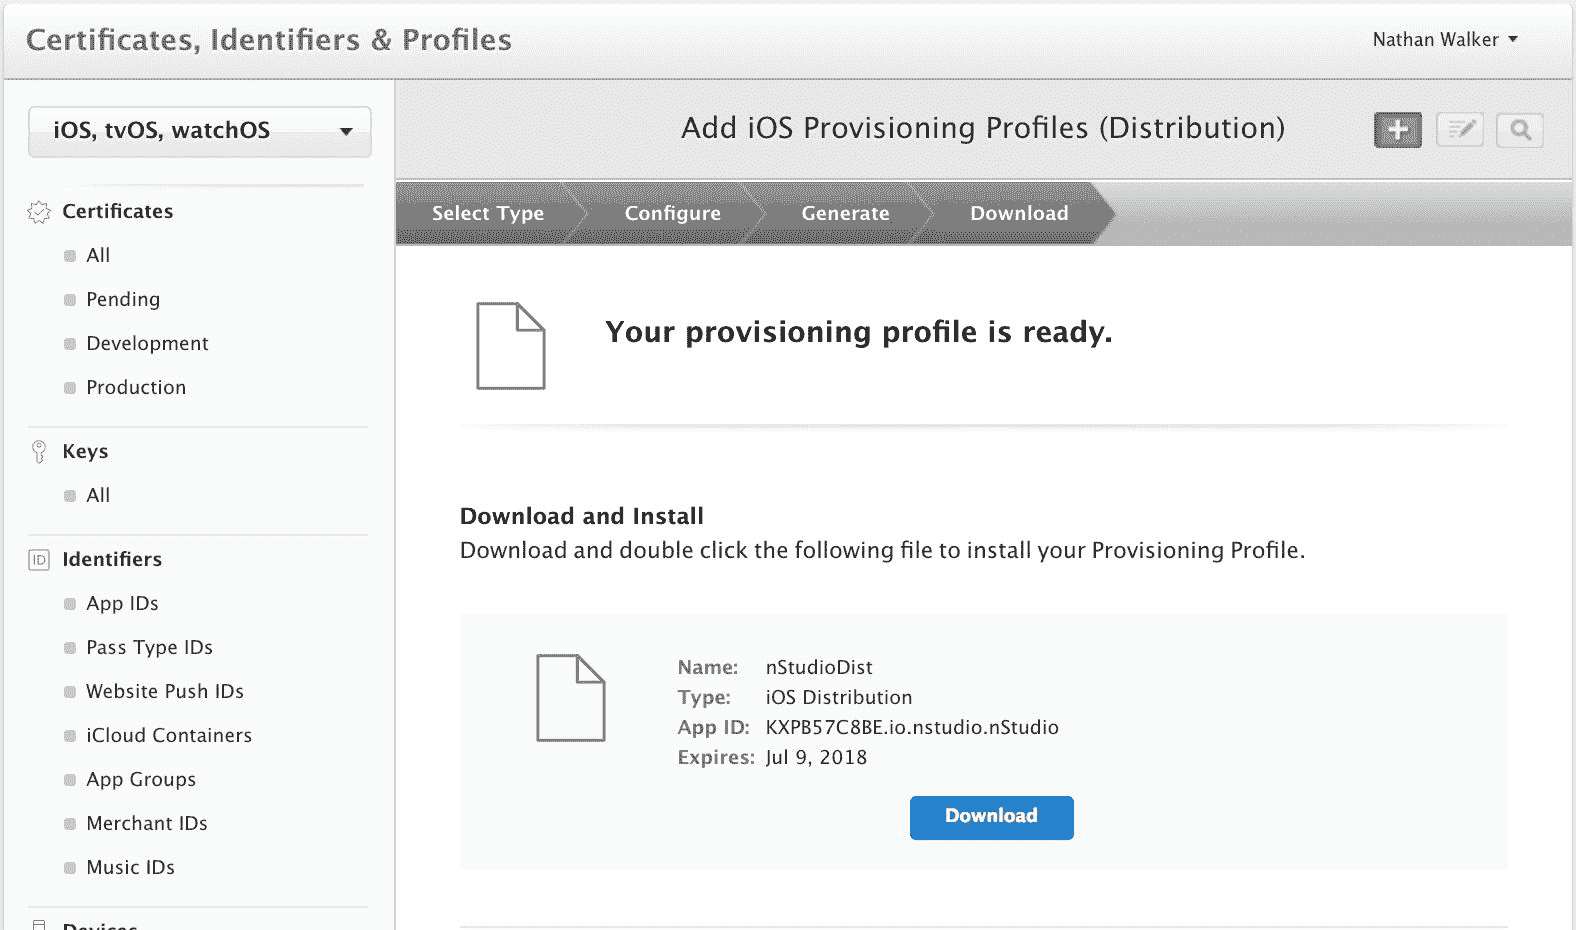 Certificates, Identifiers & Profiles
Nathan Walker
iOS, tvOS, watchOS
Add iOS Provisioning Profiles (Distribution)
Select Type
Configure
Generate
Download
Certificates
All
Pending
Development
Production
Keys
All
ID Identifiers
App IDs
Pass Type IDs
Website Push IDs
iCloud Containers
App Groups
Merchant IDs
Music IDs
Devices
Your provisioning profile is ready.
Download and Install
Download and double click the following file to install your Provisioning Profile.
Name: nStudioDist
Type: iOS Distribution
App ID: KXPB57C8BE.io.nstudio.nStudio
Expires: Jul 9, 2018
Download